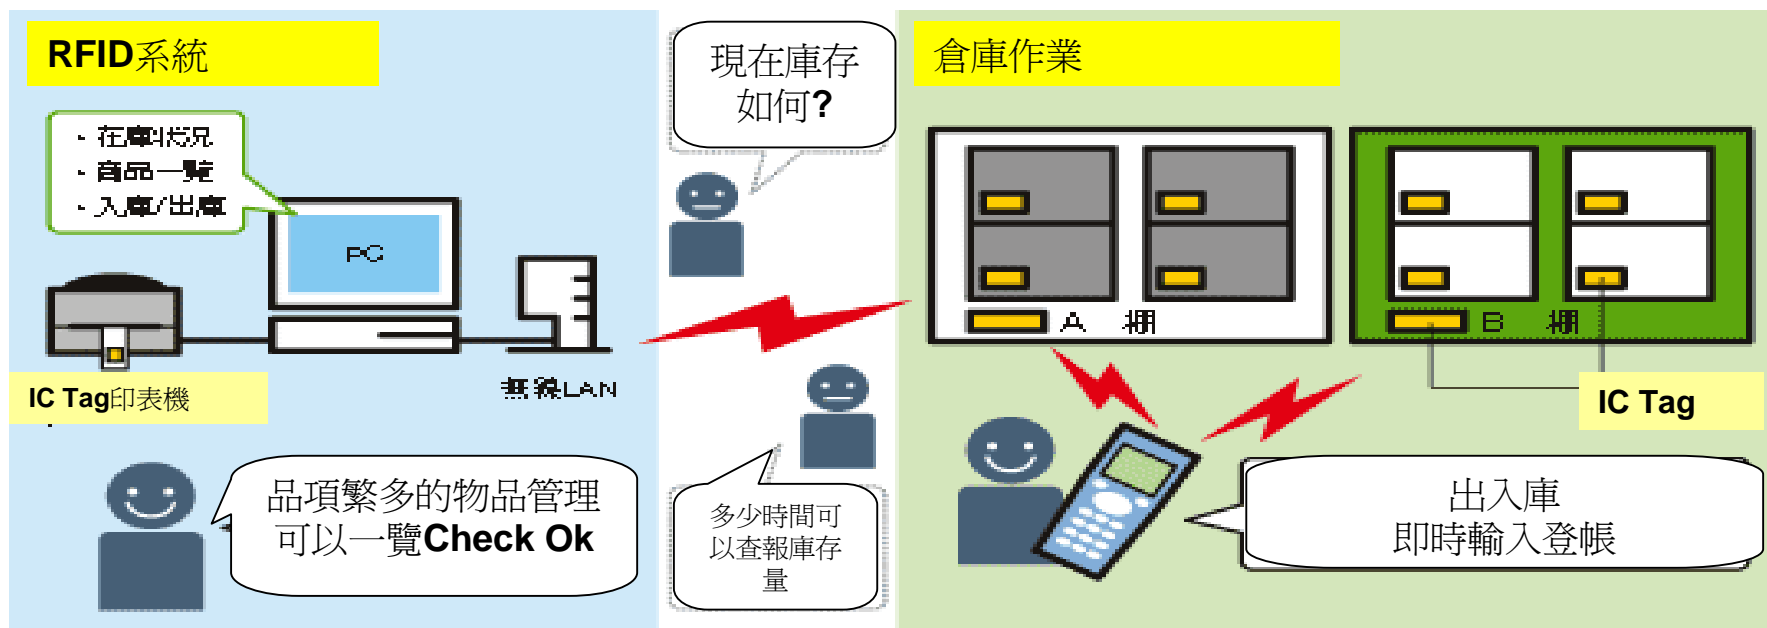 RFID系統
・在庫状況
・商品一覧
・入庫/出庫
PC
無線LAN
IC Tag印表機
品項繁多的物品管理
可以一覽Check Ok
現在庫存
如何?
多少時間可
以查報庫存
量
倉庫作業
A 棚
B 棚
IC Tag
出入庫
即時輸入登帳